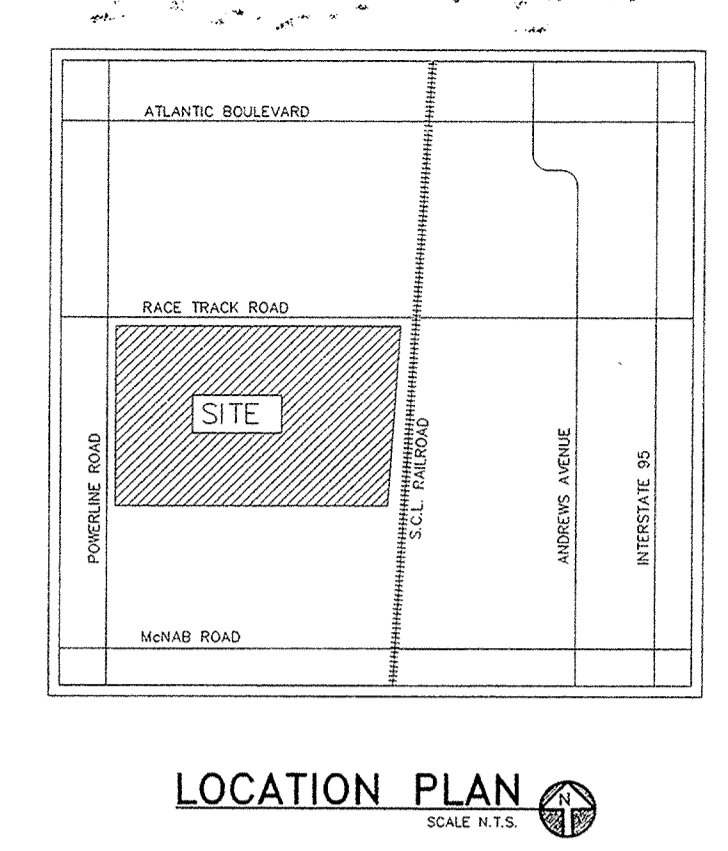 ATLANTIC BOULEVARD
RACE TRACK ROAD
SITE
POWERLINE ROAD
S.C.L. RAILROAD
ANDREWS AVENUE
INTERSTATE 95
McNAB ROAD
LOCATION PLAN
SCALE N.T.S.
N